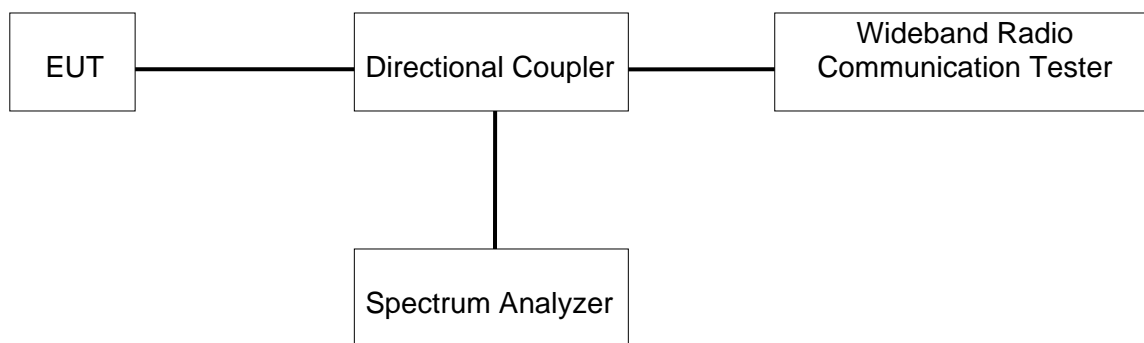 EUT
Directional Coupler
Wideband Radio
Communication Tester
Spectrum Analyzer